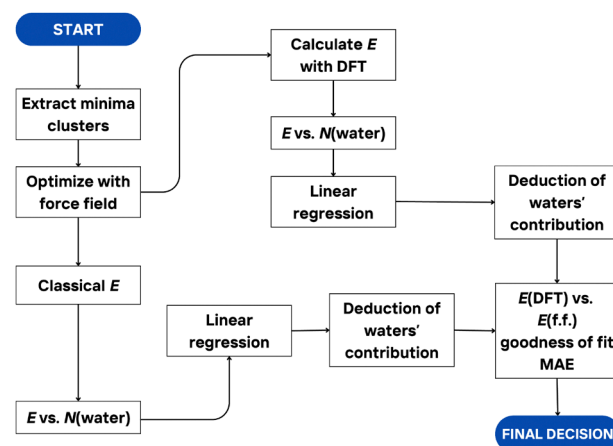 START
Extract minima
clusters
Optimize with
force field
Classical E
E vs. N(water)
Calculate E
with DFT
E vs. N(water)
Linear
regression
Deduction of
waters'
contribution
Linear
regression
Deduction of
waters'
contribution
E(DFT) vs.
E(f.f.)
goodness of fit
MAE
FINAL DECISION